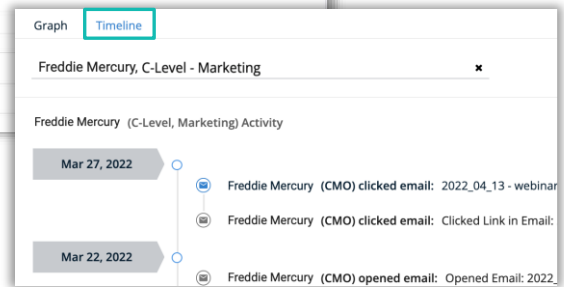 Graph Timeline
Freddie Mercury, C-Level - Marketing
Freddie Mercury (C-Level, Marketing) Activity
Mar 27, 2022
Freddie Mercury (CMO) clicked email: 2022_04_13 - webinar
Freddie Mercury (CMO) clicked email: Clicked Link in Email:
Mar 22, 2022
Freddie Mercury (CMO) opened email: Opened Email: 2022_